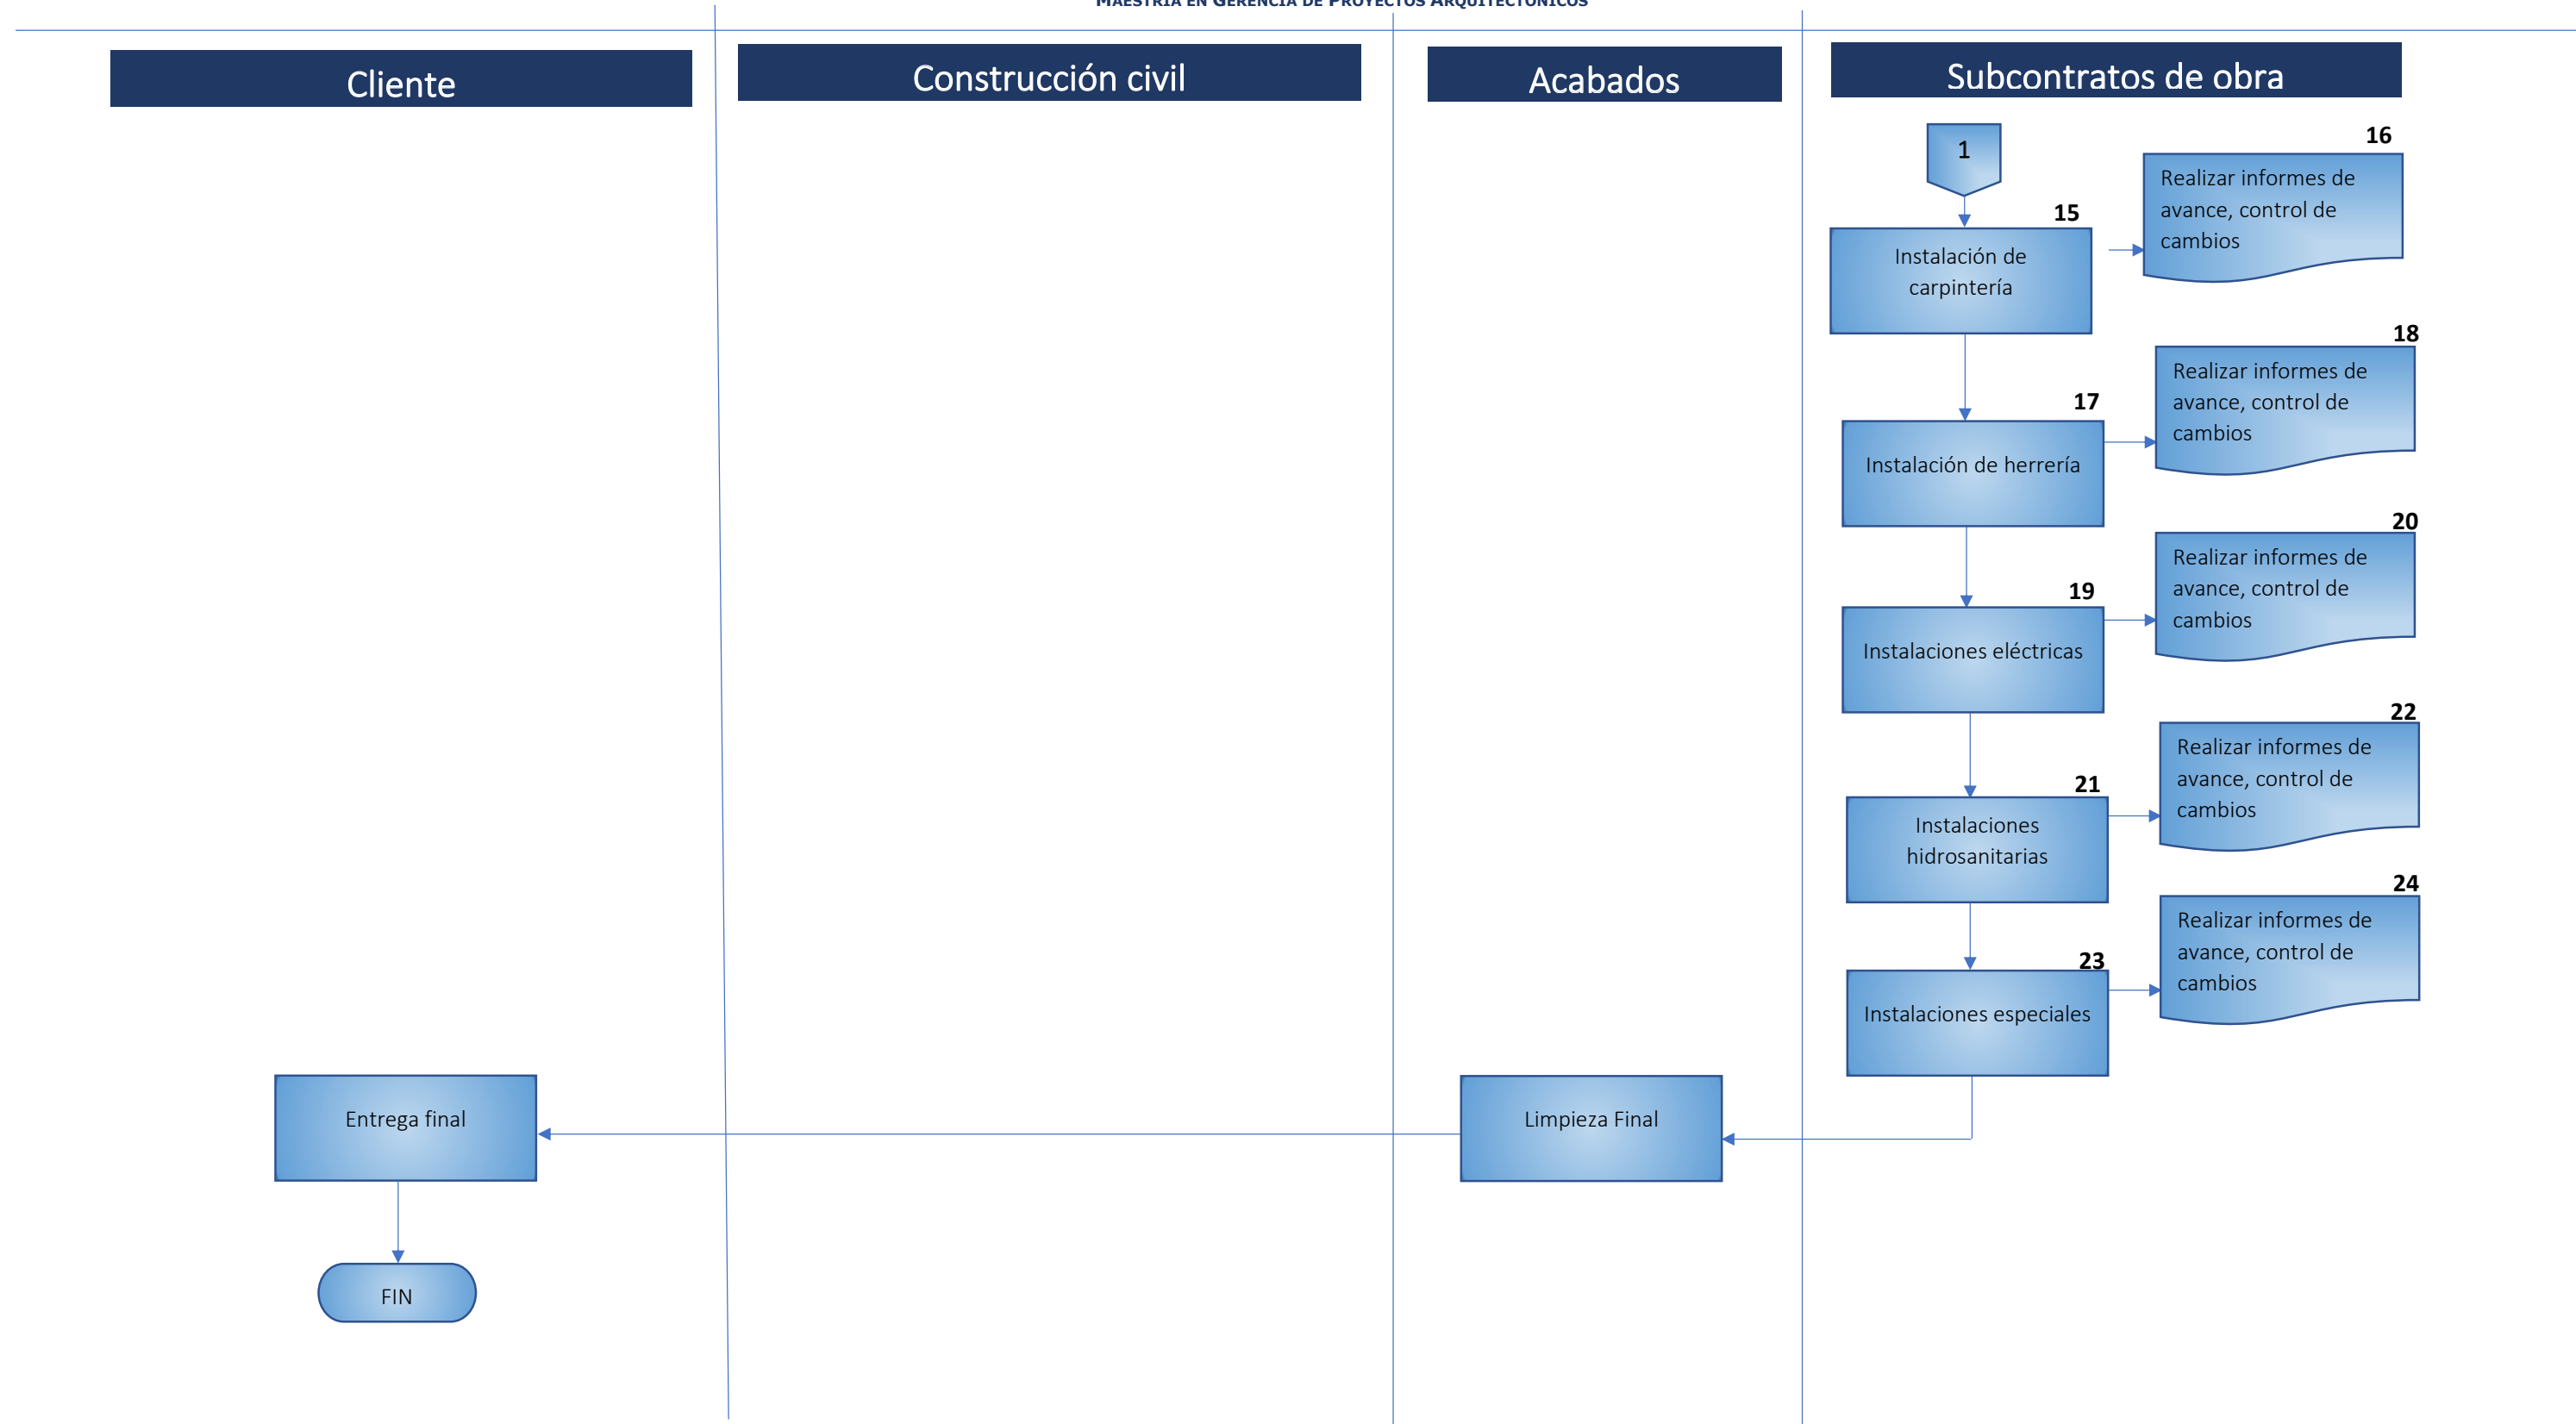 MAESTRÍA EN GERENCIA DE PROYECTOS ARQUITECTÓNICOS
Cliente
Construcción civil
Acabados
Subcontratos de obra
1
16
Realizar informes de
avance, control de
cambios
15
Instalación de
carpintería
18
Realizar informes de
avance, control de
cambios
17
Instalación de herrería
20
Realizar informes de
avance, control de
cambios
19
Instalaciones eléctricas
22
Realizar informes de
avance, control de
cambios
21
Instalaciones
hidrosanitarias
24
Realizar informes de
avance, control de
cambios
23
Instalaciones especiales
Entrega final
Limpieza Final
FIN